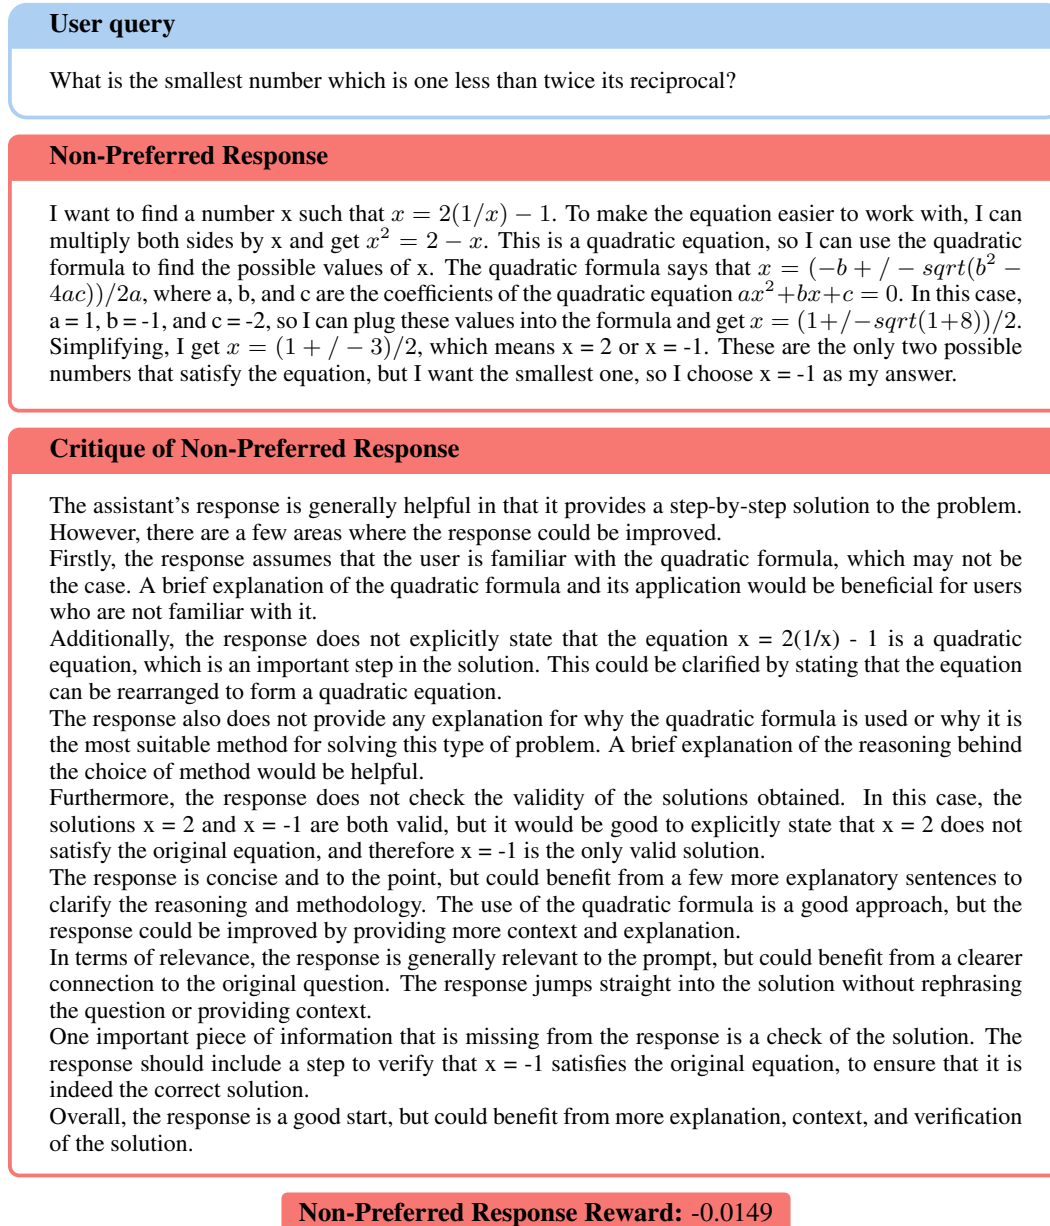 User query
What is the smallest number which is one less than twice its reciprocal?
Non-Preferred Response
I want to find a number x such that x = 2(1/x) − 1. To make the equation easier to work with, I can
multiply both sides by x and get x² = 2 − x. This is a quadratic equation, so I can use the quadratic
formula to find the possible values of x. The quadratic formula says that x = (−b + / − sqrt(b² −
4ac))/2a, where a, b, and c are the coefficients of the quadratic equation ax²+bx+c = 0. In this case,
a = 1, b = -1, and c = -2, so I can plug these values into the formula and get x = (1+/−sqrt(1+8))/2.
Simplifying, I get x = (1 + / − 3)/2, which means x = 2 or x = -1. These are the only two possible
numbers that satisfy the equation, but I want the smallest one, so I choose x = -1 as my answer.
Critique of Non-Preferred Response
The assistant's response is generally helpful in that it provides a step-by-step solution to the problem.
However, there are a few areas where the response could be improved.
Firstly, the response assumes that the user is familiar with the quadratic formula, which may not be
the case. A brief explanation of the quadratic formula and its application would be beneficial for users
who are not familiar with it.
Additionally, the response does not explicitly state that the equation x = 2(1/x) - 1 is a quadratic
equation, which is an important step in the solution. This could be clarified by stating that the equation
can be rearranged to form a quadratic equation.
The response also does not provide any explanation for why the quadratic formula is used or why it is
the most suitable method for solving this type of problem. A brief explanation of the reasoning behind
the choice of method would be helpful.
Furthermore, the response does not check the validity of the solutions obtained. In this case, the
solutions x = 2 and x = -1 are both valid, but it would be good to explicitly state that x = 2 does not
satisfy the original equation, and therefore x = -1 is the only valid solution.
The response is concise and to the point, but could benefit from a few more explanatory sentences to
clarify the reasoning and methodology. The use of the quadratic formula is a good approach, but the
response could be improved by providing more context and explanation.
In terms of relevance, the response is generally relevant to the prompt, but could benefit from a clearer
connection to the original question. The response jumps straight into the solution without rephrasing
the question or providing context.
One important piece of information that is missing from the response is a check of the solution. The
response should include a step to verify that x = -1 satisfies the original equation, to ensure that it is
indeed the correct solution.
Overall, the response is a good start, but could benefit from more explanation, context, and verification
of the solution.
Non-Preferred Response Reward: -0.0149